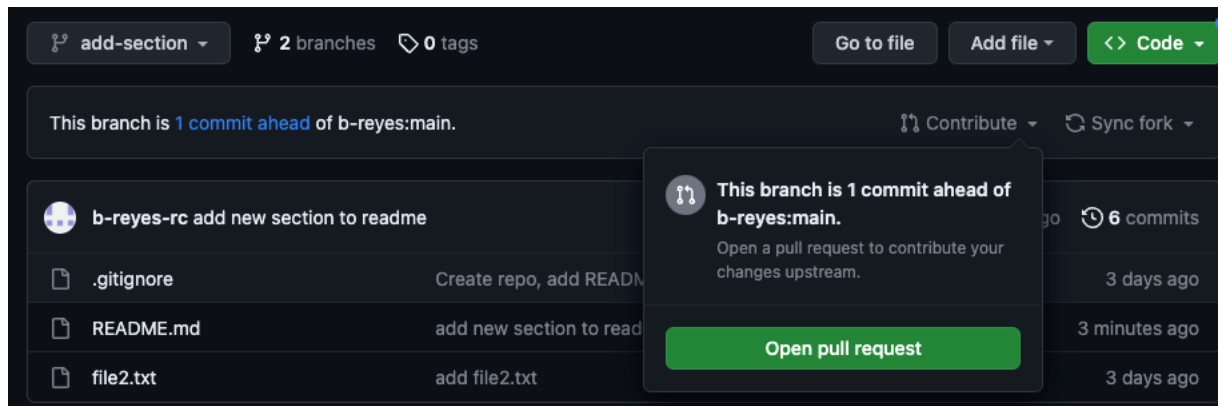 add-section 2 branches 0 tags Go to file Add file <> Code
This branch is 1 commit ahead of b-reyes:main. Contribute Sync fork
This branch is 1 commit ahead of
b-reyes:main.
b-reyes-rc add new section to readme go 6 commits
Open a pull request to contribute your
changes upstream.
.gitignore Create repo, add 3 days ago
README.md add new section to 3 minutes ago
Open pull request
file2.txt add file2.txt 3 days ago